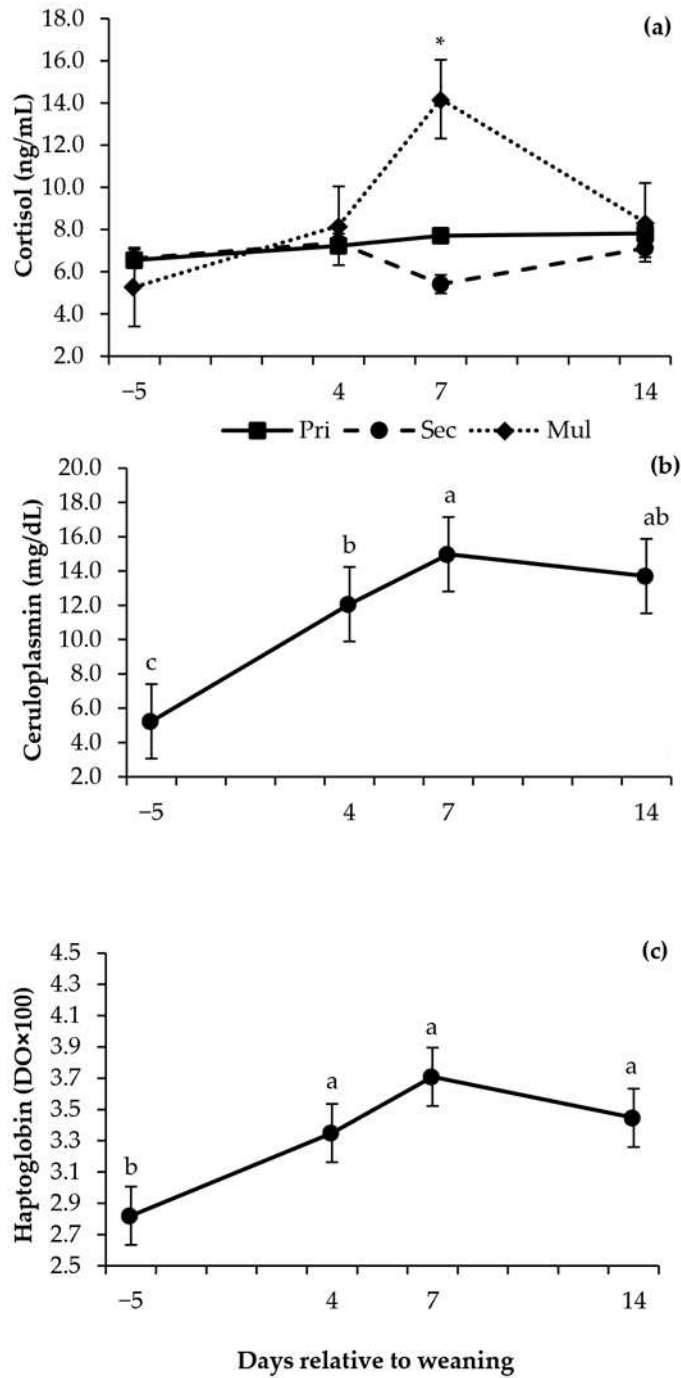 (a)
Cortisol (ng/mL)
18.0
16.0
14.0
12.0
10.0
8.0
6.0
4.0
2.0
*
−5 4 7 14
Pri Sec Mul
(b)
Ceruloplasmin (mg/dL)
20.0
18.0
16.0
14.0
12.0
10.0
8.0
6.0
4.0
2.0
c
b
a
ab
−5 4 7 14
(c)
Haptoglobin (DO×100)
4.5
4.3
4.1
3.9
3.7
3.5
3.3
3.1
2.9
2.7
2.5
b
a
a
a
−5 4 7 14
Days relative to weaning